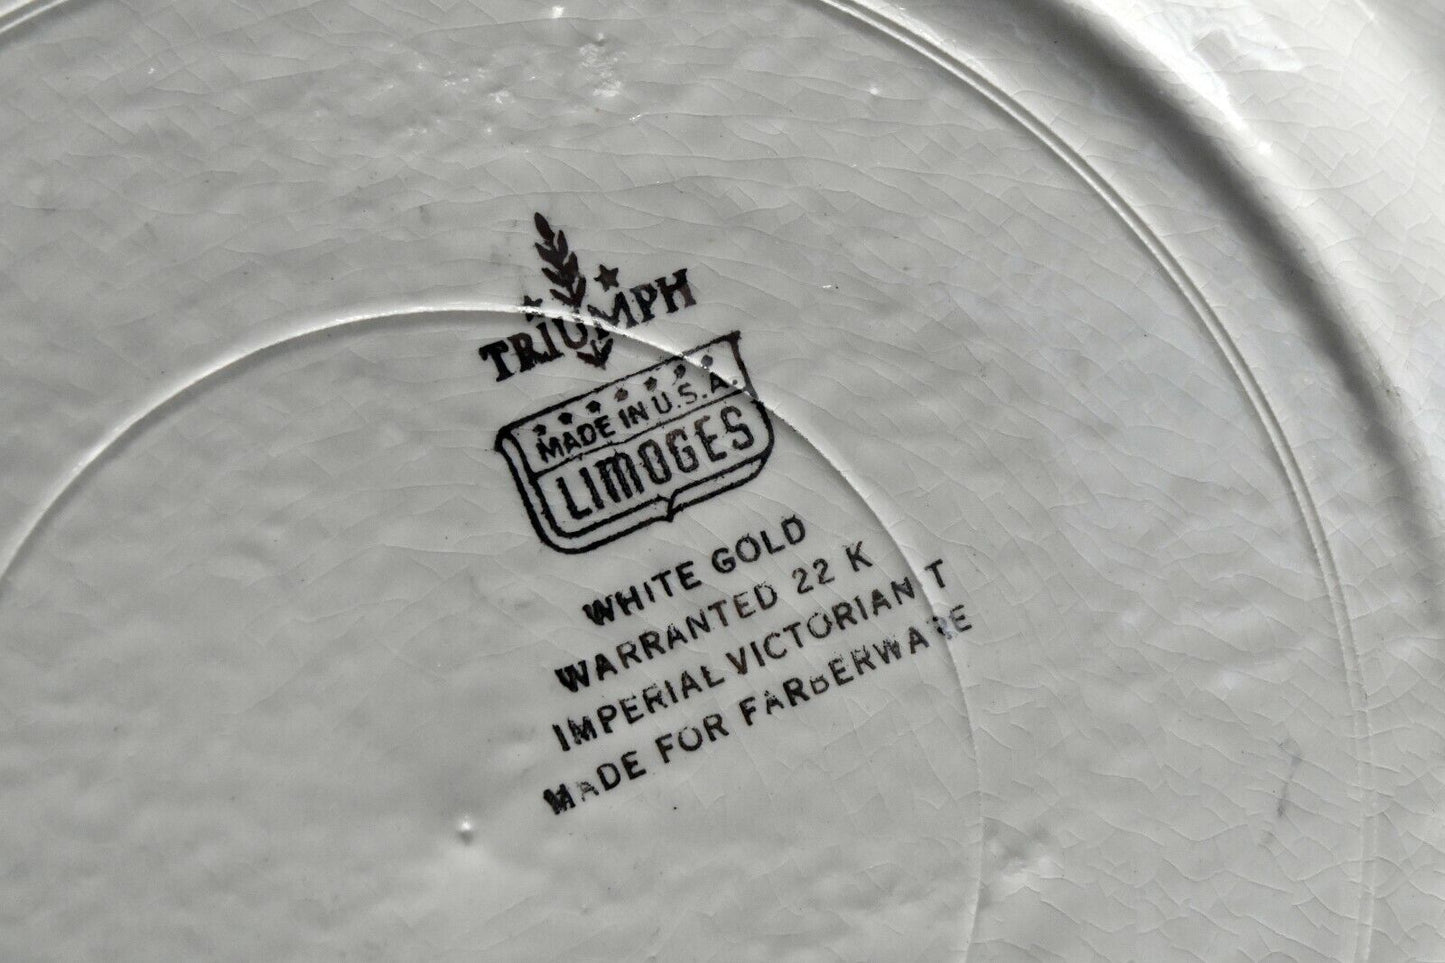 TRIUMPH
MADE IN U.S.A.
LIMOGES
WHITE GOLD
WARRANTED 22 K
IMPERIAL VICTORIAN T
MADE FOR FARBERWARE